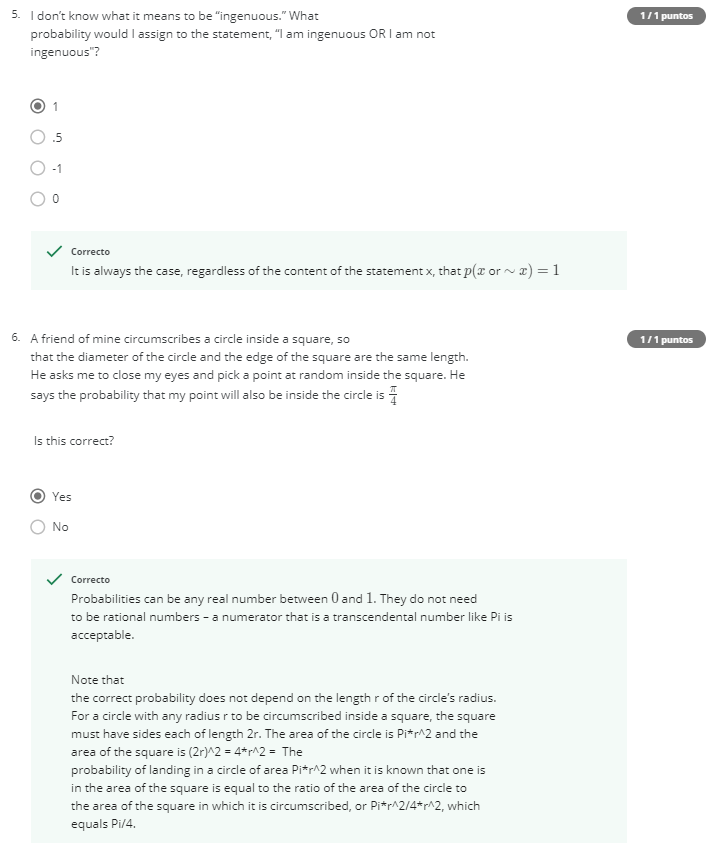 5. I don't know what it means to be "ingenuous." What
probability would I assign to the statement, "I am ingenuous OR I am not
ingenuous"?
1 / 1 puntos
1
.5
-1
0
Correcto
It is always the case, regardless of the content of the statement x, that p(x or ∼ x) = 1
6. A friend of mine circumscribes a circle inside a square, so
that the diameter of the circle and the edge of the square are the same length.
He asks me to close my eyes and pick a point at random inside the square. He
says the probability that my point will also be inside the circle is π/4
1 / 1 puntos
Is this correct?
Yes
No
Correcto
Probabilities can be any real number between 0 and 1. They do not need
to be rational numbers – a numerator that is a transcendental number like Pi is
acceptable.
Note that
the correct probability does not depend on the length r of the circle's radius.
For a circle with any radius r to be circumscribed inside a square, the square
must have sides each of length 2r. The area of the circle is Pi*r^2 and the
area of the square is (2r)^2 = 4*r^2 = The
probability of landing in a circle of area Pi*r^2 when it is known that one is
in the area of the square is equal to the ratio of the area of the circle to
the area of the square in which it is circumscribed, or Pi*r^2/4*r^2, which
equals Pi/4.